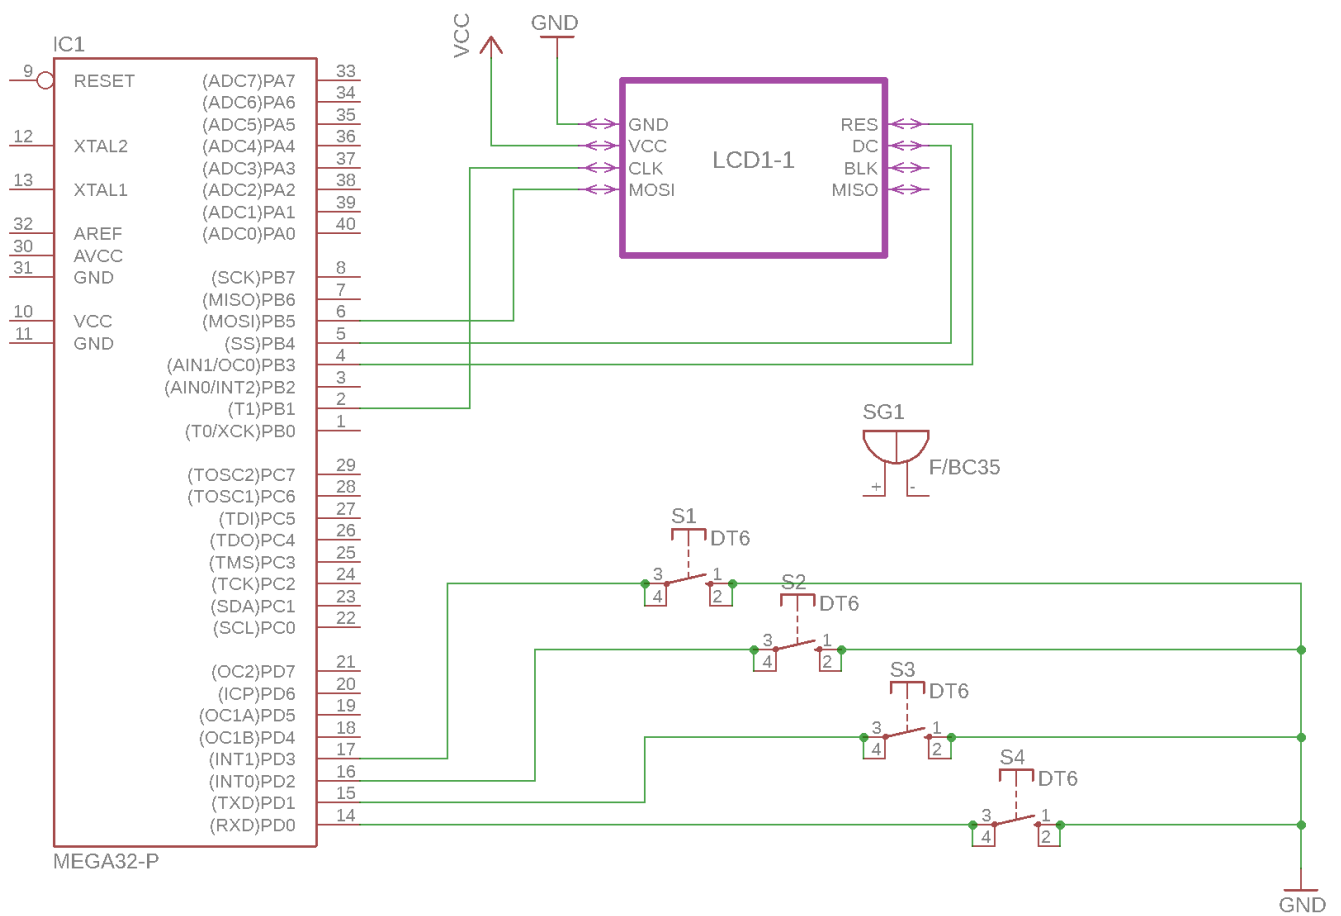 IC1
9 RESET
12 XTAL2
13 XTAL1
32 AREF
30 AVCC
31 GND
10 VCC
11 GND
(ADC7)PA7 33
(ADC6)PA6 34
(ADC5)PA5 35
(ADC4)PA4 36
(ADC3)PA3 37
(ADC2)PA2 38
(ADC1)PA1 39
(ADC0)PA0 40
(SCK)PB7 8
(MISO)PB6 7
(MOSI)PB5 6
(SS)PB4 5
(AIN1/OC0)PB3 4
(AIN0/INT2)PB2 3
(T1)PB1 2
(T0/XCK)PB0 1
(TOSC2)PC7 29
(TOSC1)PC6 28
(TDI)PC5 27
(TDO)PC4 26
(TMS)PC3 25
(TCK)PC2 24
(SDA)PC1 23
(SCL)PC0 22
(OC2)PD7 21
(ICP)PD6 20
(OC1A)PD5 19
(OC1B)PD4 18
(INT1)PD3 17
(INT0)PD2 16
(TXD)PD1 15
(RXD)PD0 14
MEGA32-P
VCC
GND
GND
VCC
CLK
MOSI
LCD1-1
RES
DC
BLK
MISO
SG1
F/BC35
+ -
S1
DT6
3 1
4 2
S2
DT6
3 1
4 2
S3
DT6
3 1
4 2
S4
DT6
3 1
4 2
GND